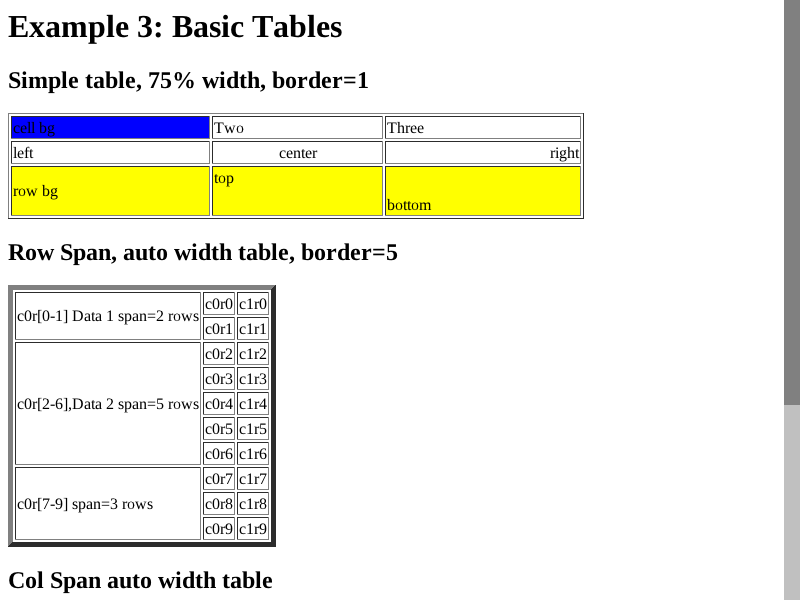 Example 3: Basic Tables
Simple table, 75% width, border=1
cell bg Two Three
left center right
row bg top bottom
Row Span, auto width table, border=5
c0r[0-1] Data 1 span=2 rows c0r0 c1r0
c0r1 c1r1
c0r[2-6],Data 2 span=5 rows c0r2 c1r2
c0r3 c1r3
c0r4 c1r4
c0r5 c1r5
c0r6 c1r6
c0r[7-9] span=3 rows c0r7 c1r7
c0r8 c1r8
c0r9 c1r9
Col Span auto width table